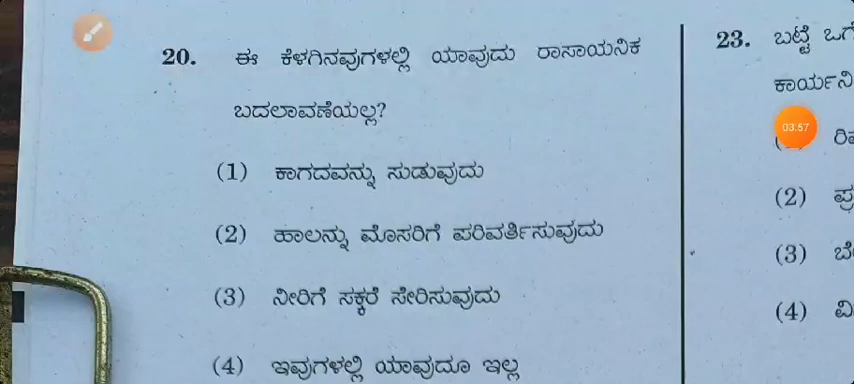 20. ಈ ಕೆಳಗಿನವುಗಳಲ್ಲಿ ಯಾವುದು ರಾಸಾಯನಿಕ
ಬದಲಾವಣೆಯಲ್ಲ?
(1) ಕಾಗದವನ್ನು ಸುಡುವುದು
(2) ಹಾಲನ್ನು ಮೊಸರಿಗೆ ಪರಿವರ್ತಿಸುವುದು
(3) ನೀರಿಗೆ ಸಕ್ಕರೆ ಸೇರಿಸುವುದು
(4) ಇವುಗಳಲ್ಲಿ ಯಾವುದೂ ಇಲ್ಲ
23. ಬಟ್ಟೆ
03:57
(2)
(3)
(4)